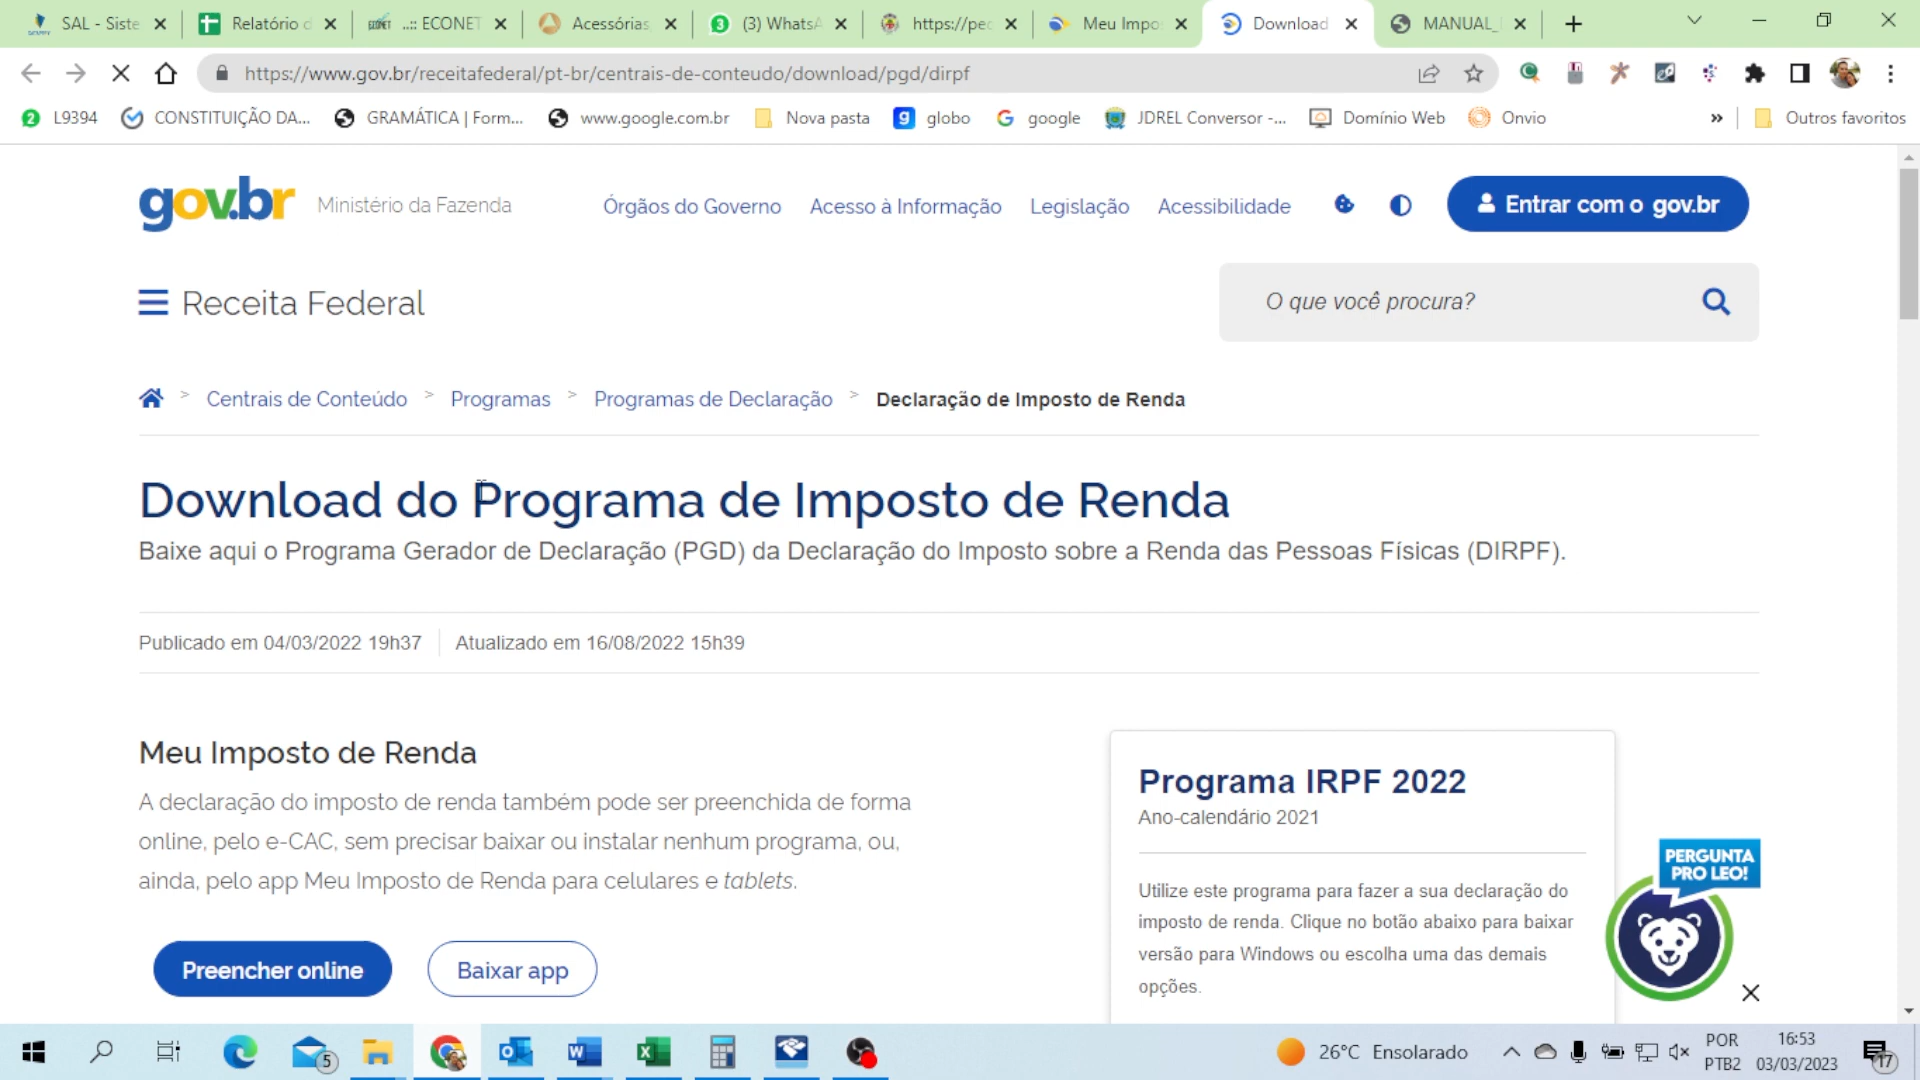 SAL - Siste
Relatório d
..:: ECONET
Acessórias
(3) WhatsA
https://pec
Meu Impo
Download
MANUAL_
https://www.gov.br/receitafederal/pt-br/centrais-de-conteudo/download/pgd/dirpf
L9394
CONSTITUIÇÃO DA...
GRAMÁTICA | Form...
www.google.com.br
Nova pasta
globo
google
JDREL Conversor -...
Domínio Web
Onvio
»
Outros favoritos
gov.br
Ministério da Fazenda
Órgãos do Governo
Acesso à Informação
Legislação
Acessibilidade
Entrar com o gov.br
Receita Federal
O que você procura?
> Centrais de Conteúdo > Programas > Programas de Declaração > Declaração de Imposto de Renda
Download do Programa de Imposto de Renda
Baixe aqui o Programa Gerador de Declaração (PGD) da Declaração do Imposto sobre a Renda das Pessoas Físicas (DIRPF).
Publicado em 04/03/2022 19h37
Atualizado em 16/08/2022 15h39
Meu Imposto de Renda
A declaração do imposto de renda também pode ser preenchida de forma
online, pelo e-CAC, sem precisar baixar ou instalar nenhum programa, ou,
ainda, pelo app Meu Imposto de Renda para celulares e tablets.
Preencher online
Baixar app
Programa IRPF 2022
Ano-calendário 2021
Utilize este programa para fazer a sua declaração do
imposto de renda. Clique no botão abaixo para baixar
versão para Windows ou escolha uma das demais
opções.
PERGUNTA
PRO LEO!
5
26°C Ensolarado
POR
PTB2
16:53
03/03/2023
17